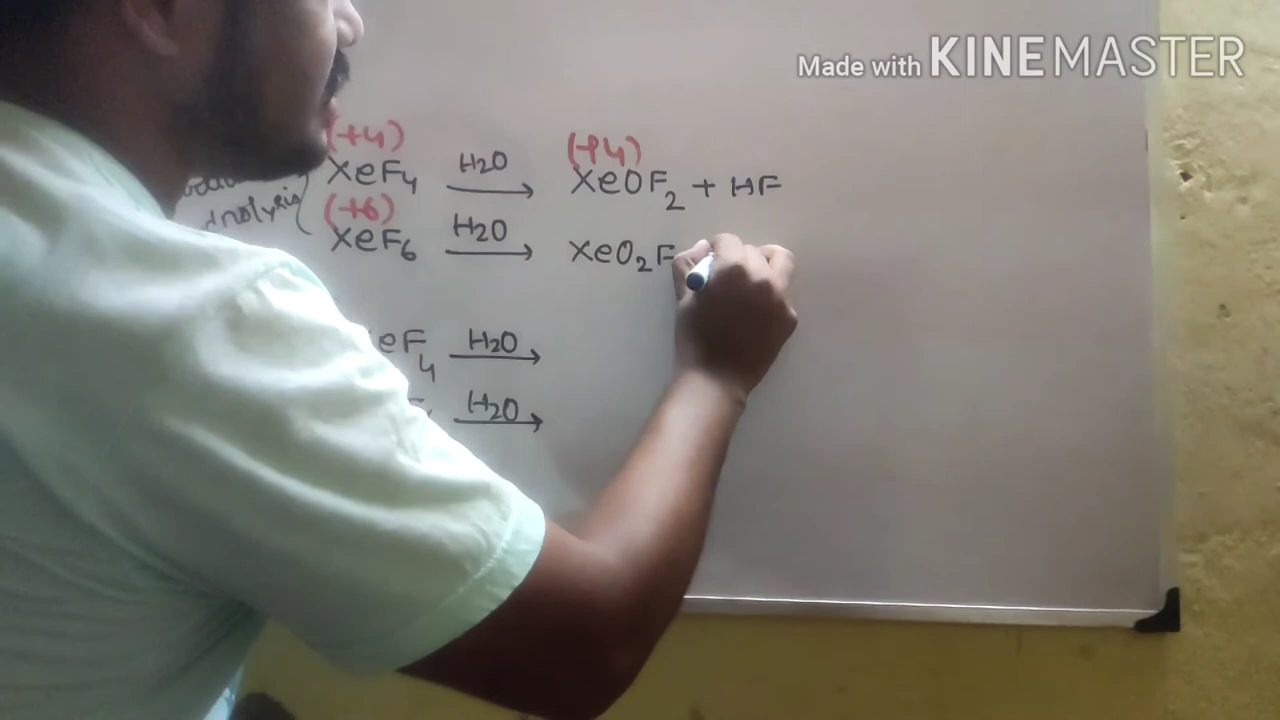 Made with KINEMASTER
(+4) (+4)
XeF4 H2O → XeOF2 + HF
(+6)
XeF6 H2O → XeO2F
eF4 H2O →
H2O →